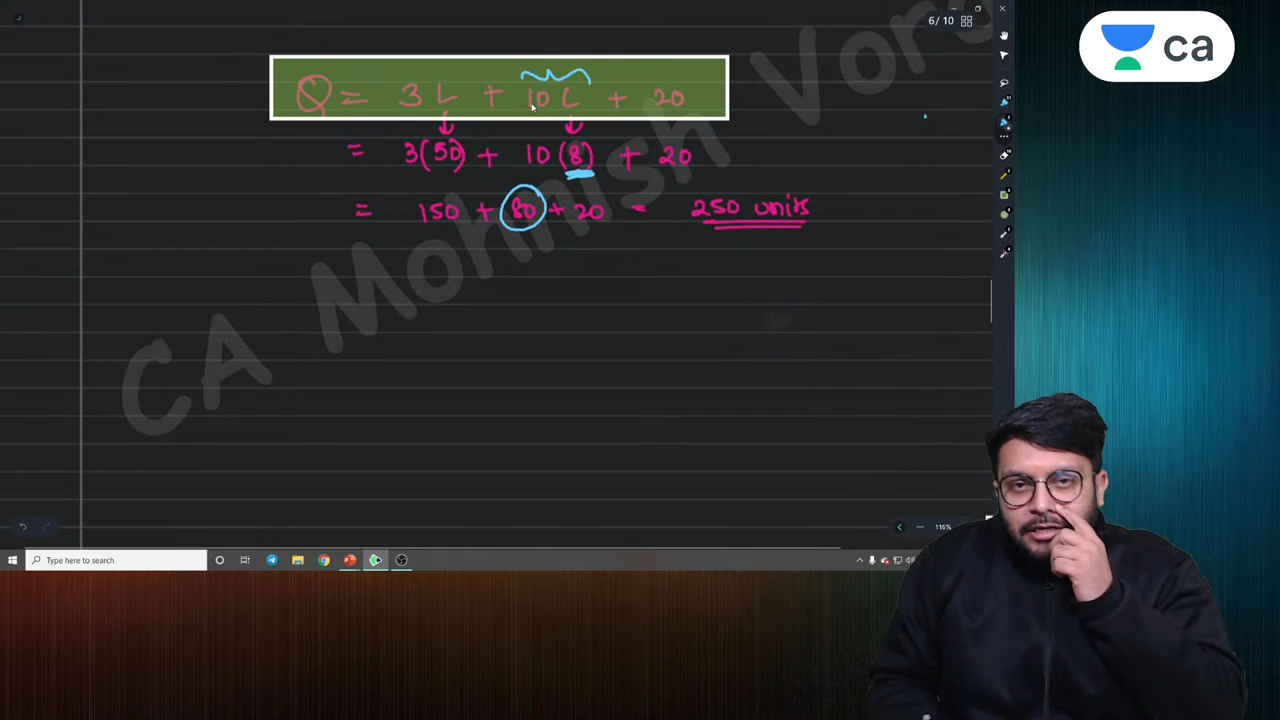 6/10
ca
Q = 3L + 10C + 20
= 3(50) + 10(8) + 20
= 150 + 80 + 20 = 250 units
CA Mohnish Vora
116%
Type here to search